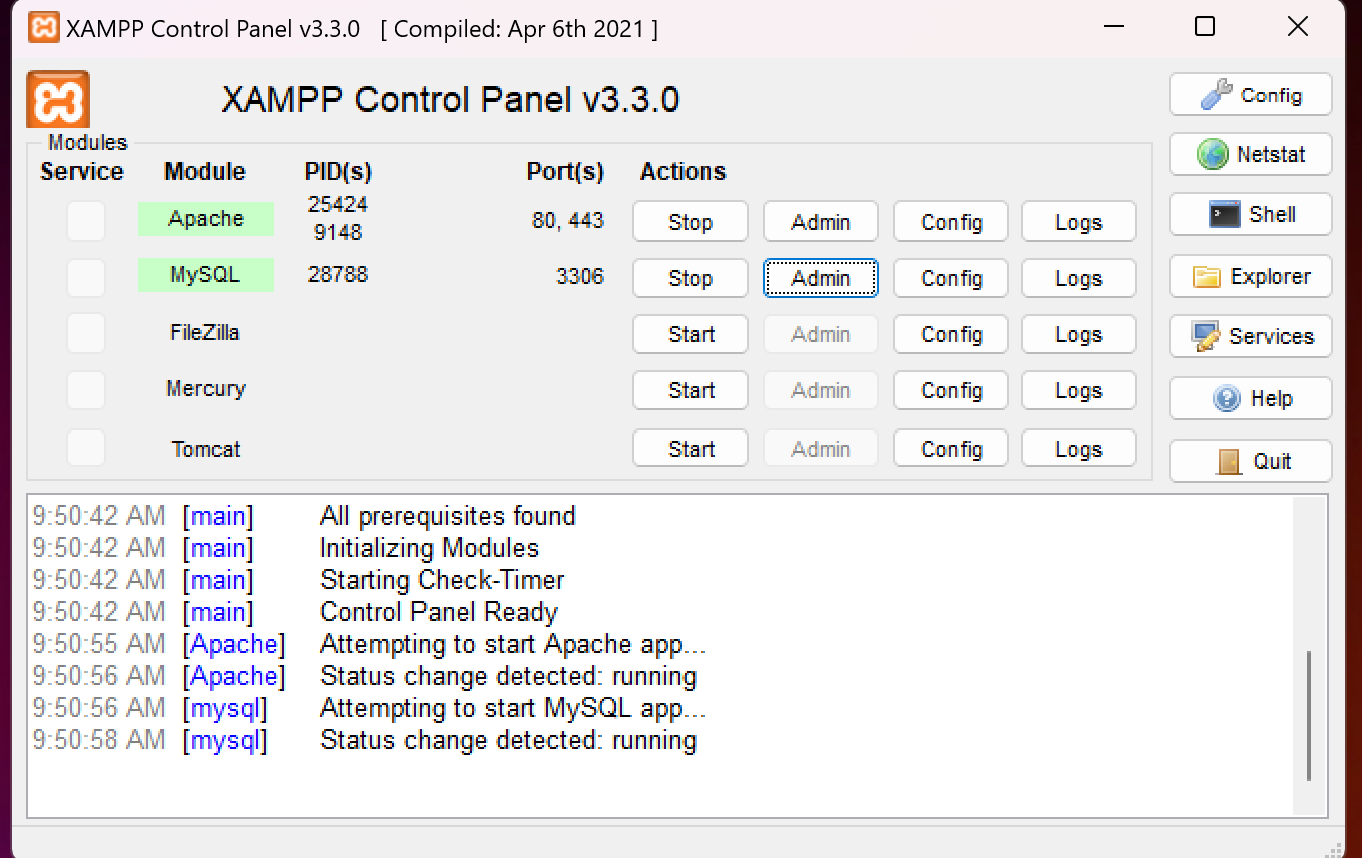 XAMPP Control Panel v3.3.0 [ Compiled: Apr 6th 2021 ]
XAMPP Control Panel v3.3.0
Config
Netstat
Shell
Explorer
Services
Help
Quit
Modules
Service Module PID(s) Port(s) Actions
Apache 25424 9148 80, 443 Stop Admin Config Logs
MySQL 28788 3306 Stop Admin Config Logs
FileZilla Start Admin Config Logs
Mercury Start Admin Config Logs
Tomcat Start Admin Config Logs
9:50:42 AM [main] All prerequisites found
9:50:42 AM [main] Initializing Modules
9:50:42 AM [main] Starting Check-Timer
9:50:42 AM [main] Control Panel Ready
9:50:55 AM [Apache] Attempting to start Apache app...
9:50:56 AM [Apache] Status change detected: running
9:50:56 AM [mysql] Attempting to start MySQL app...
9:50:58 AM [mysql] Status change detected: running